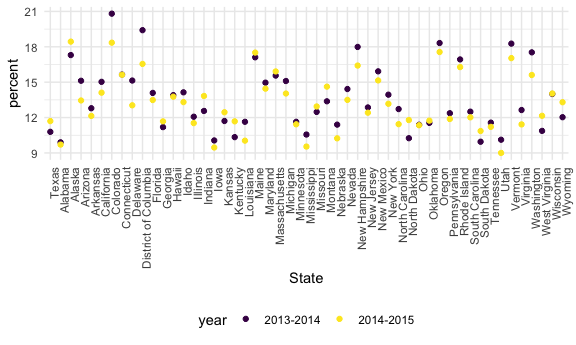 21
18
15
12
9
percent
Texas
Alabama
Alaska
Arizona
Arkansas
California
Colorado
Connecticut
Delaware
District of Columbia
Florida
Georgia
Hawaii
Idaho
Illinois
Indiana
Iowa
Kansas
Kentucky
Louisiana
Maine
Maryland
Massachusetts
Michigan
Minnesota
Mississippi
Missouri
Montana
Nebraska
Nevada
New Hampshire
New Jersey
New Mexico
New York
North Carolina
North Dakota
Ohio
Oklahoma
Oregon
Pennsylvania
Rhode Island
South Carolina
South Dakota
Tennessee
Utah
Vermont
Virginia
Washington
West Virginia
Wisconsin
Wyoming
State
year 2013-2014 2014-2015